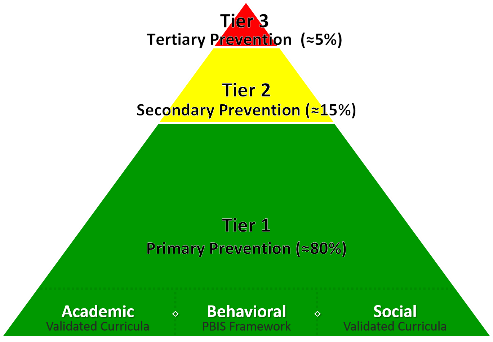 Tier 3
Tertiary Prevention (≈5%)
Tier 2
Secondary Prevention (≈15%)
Tier 1
Primary Prevention (≈80%)
Academic ◇ Behavioral ◇ Social
Validated Curricula PBIS Framework Validated Curricula